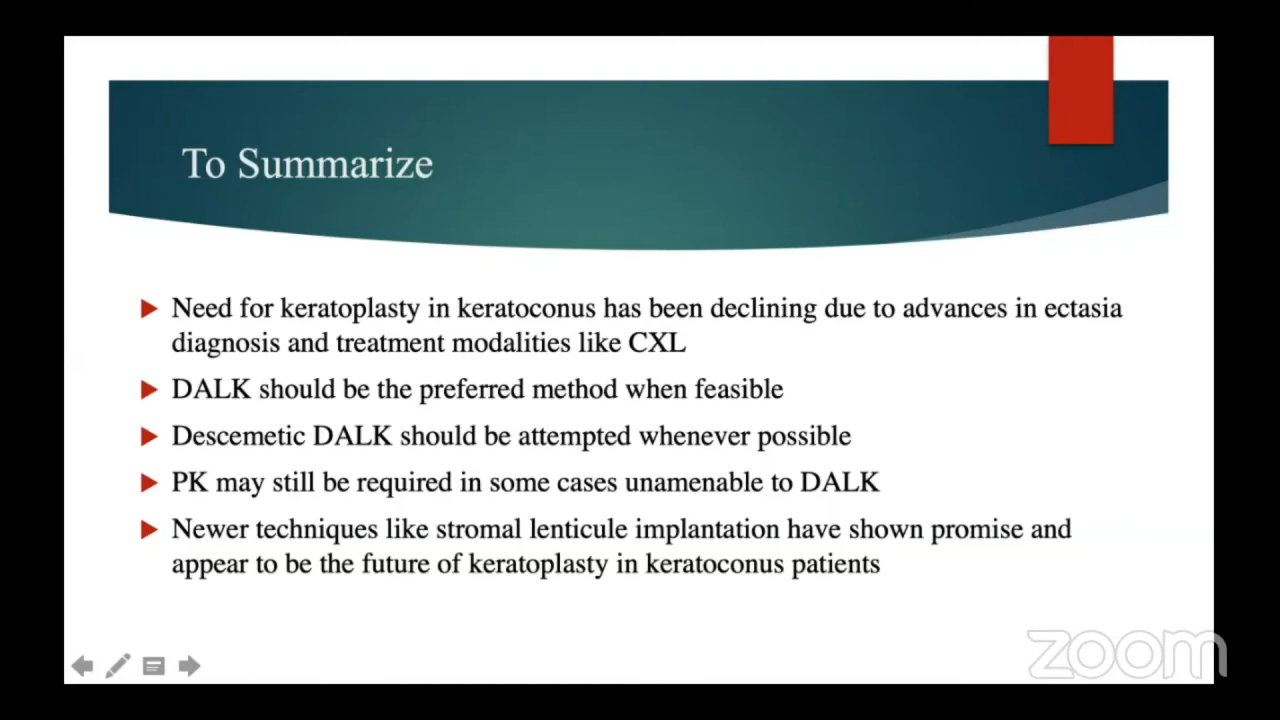 To Summarize
Need for keratoplasty in keratoconus has been declining due to advances in ectasia
diagnosis and treatment modalities like CXL
DALK should be the preferred method when feasible
Descemetic DALK should be attempted whenever possible
PK may still be required in some cases unamenable to DALK
Newer techniques like stromal lenticule implantation have shown promise and
appear to be the future of keratoplasty in keratoconus patients
zoom